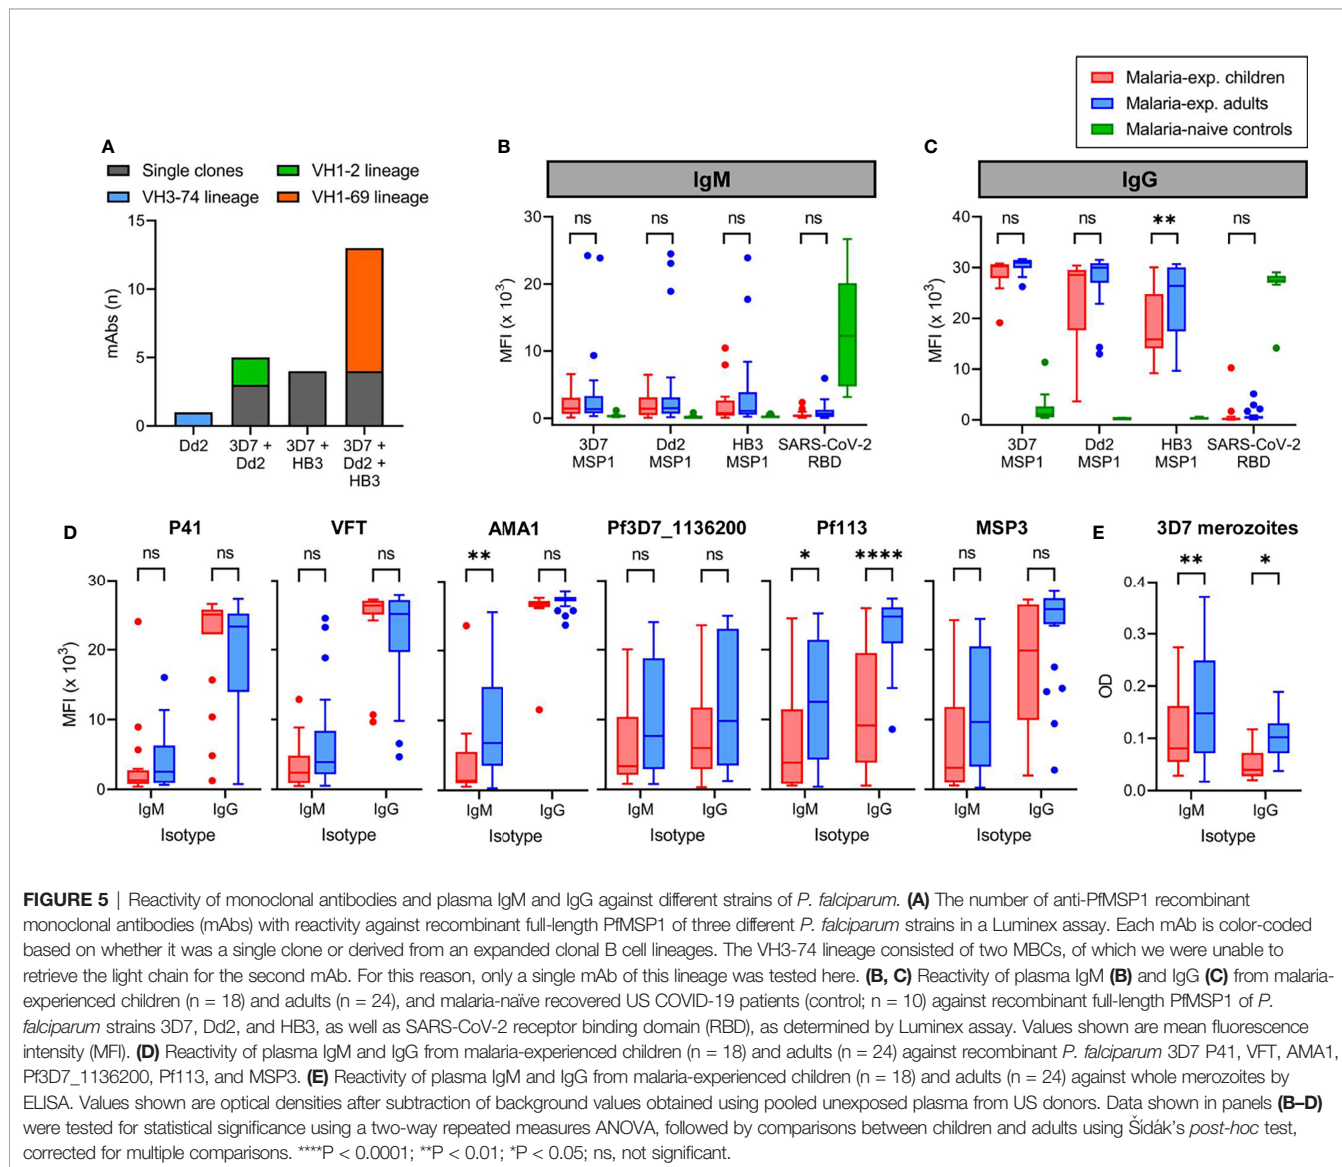 Malaria-exp. children
Malaria-exp. adults
Malaria-naive controls
A
Single clones
VH1-2 lineage
VH3-74 lineage
VH1-69 lineage
mAbs (n)
15
10
5
0
Dd2
3D7 +
Dd2
3D7 +
HB3
3D7 +
Dd2 +
HB3
B
IgM
MFI (x 10³)
30
20
10
0
ns
ns
ns
ns
3D7
MSP1
Dd2
MSP1
HB3
MSP1
SARS-CoV-2
RBD
C
IgG
MFI (x 10³)
40
30
20
10
0
ns
ns
**
ns
3D7
MSP1
Dd2
MSP1
HB3
MSP1
SARS-CoV-2
RBD
D
MFI (x 10³)
30
20
10
0
P41
ns
ns
IgM
IgG
Isotype
VFT
ns
ns
IgM
IgG
Isotype
AMA1
**
ns
IgM
IgG
Isotype
Pf3D7_1136200
ns
ns
IgM
IgG
Isotype
Pf113
*
****
IgM
IgG
Isotype
MSP3
ns
ns
IgM
IgG
Isotype
E
3D7 merozoites
OD
0.4
0.3
0.2
0.1
0.0
**
*
IgM
IgG
Isotype
FIGURE 5 | Reactivity of monoclonal antibodies and plasma IgM and IgG against different strains of P. falciparum. (A) The number of anti-PfMSP1 recombinant
monoclonal antibodies (mAbs) with reactivity against recombinant full-length PfMSP1 of three different P. falciparum strains in a Luminex assay. Each mAb is color-coded
based on whether it was a single clone or derived from an expanded clonal B cell lineages. The VH3-74 lineage consisted of two MBCs, of which we were unable to
retrieve the light chain for the second mAb. For this reason, only a single mAb of this lineage was tested here. (B, C) Reactivity of plasma IgM (B) and IgG (C) from malaria-
experienced children (n = 18) and adults (n = 24), and malaria-naïve recovered US COVID-19 patients (control; n = 10) against recombinant full-length PfMSP1 of P.
falciparum strains 3D7, Dd2, and HB3, as well as SARS-CoV-2 receptor binding domain (RBD), as determined by Luminex assay. Values shown are mean fluorescence
intensity (MFI). (D) Reactivity of plasma IgM and IgG from malaria-experienced children (n = 18) and adults (n = 24) against recombinant P. falciparum 3D7 P41, VFT, AMA1,
Pf3D7_1136200, Pf113, and MSP3. (E) Reactivity of plasma IgM and IgG from malaria-experienced children (n = 18) and adults (n = 24) against whole merozoites by
ELISA. Values shown are optical densities after subtraction of background values obtained using pooled unexposed plasma from US donors. Data shown in panels (B–D)
were tested for statistical significance using a two-way repeated measures ANOVA, followed by comparisons between children and adults using Šídák's post-hoc test,
corrected for multiple comparisons. ****P < 0.0001; **P < 0.01; *P < 0.05; ns, not significant.